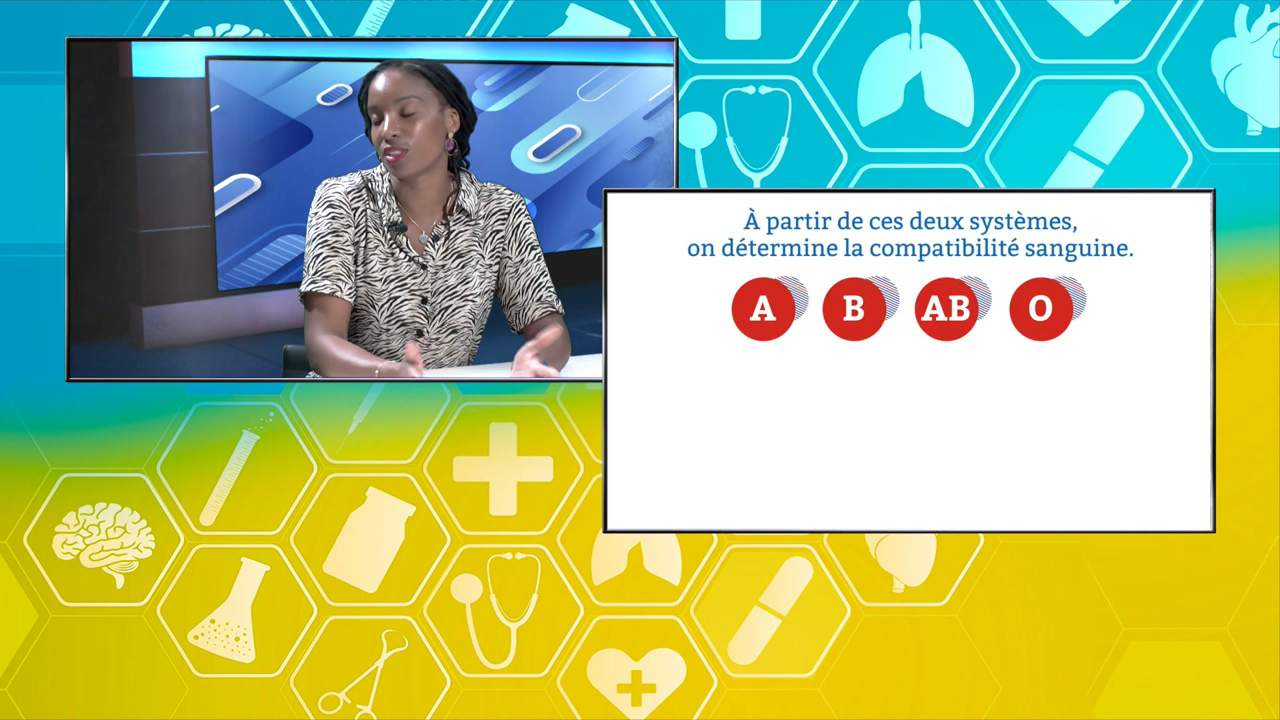 À partir de ces deux systèmes,
on détermine la compatibilité sanguine.
A B AB O